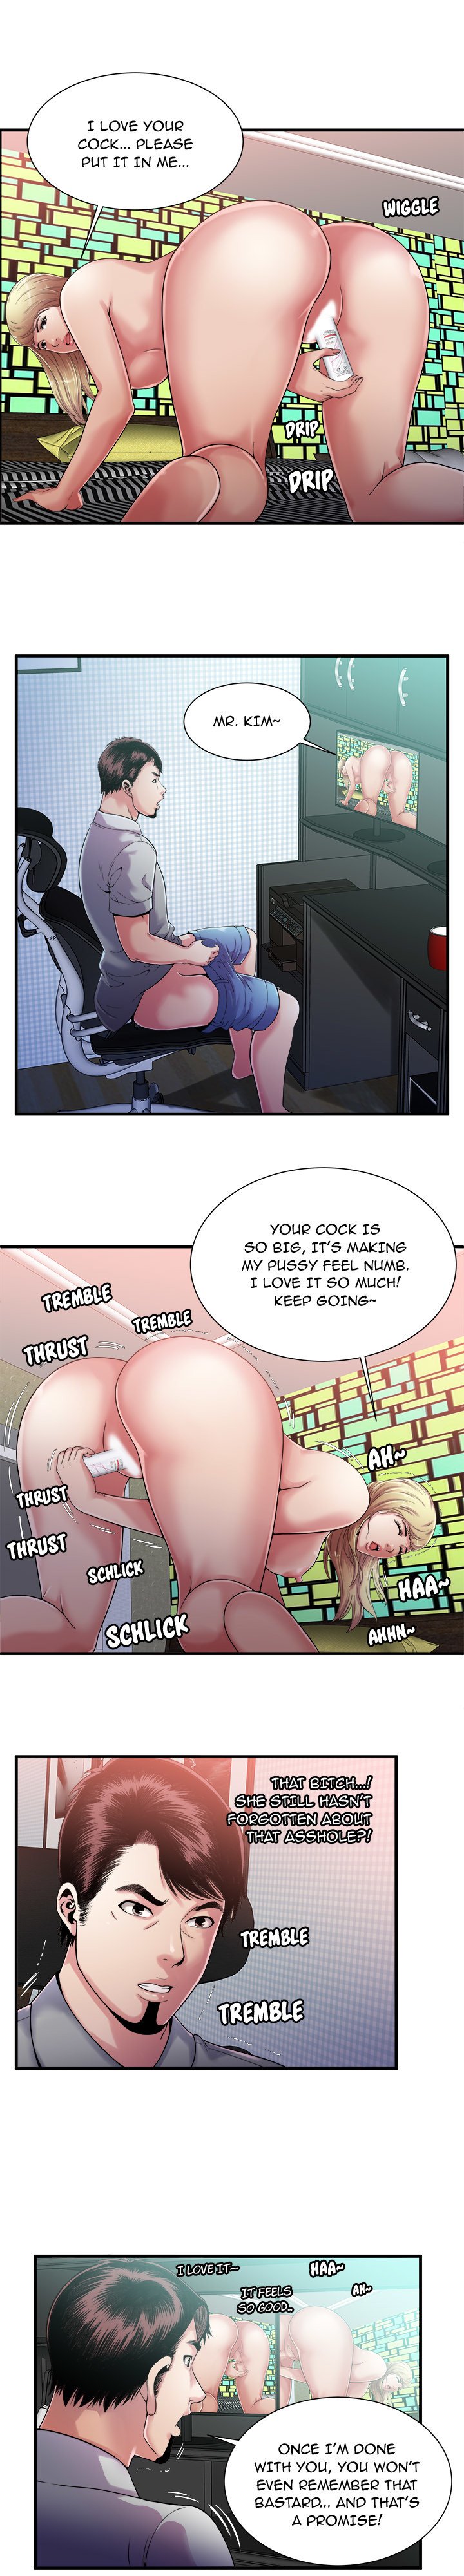 I LOVE YOUR
COCK... PLEASE
PUT IT IN ME...
WIGGLE
DRIP
DRIP
MR. KIM~
YOUR COCK IS
SO BIG, IT'S MAKING
MY PUSSY FEEL NUMB.
I LOVE IT SO MUCH!
KEEP GOING~
TREMBLE
TREMBLE
THRUST
AH~
THRUST
THRUST
SCHLICK
HAA~
SCHLICK
AHHN~
THAT BITCH...!
SHE STILL HASN'T
FORGOTTEN ABOUT
THAT ASSHOLE?!
TREMBLE
TREMBLE
I LOVE IT~
HAA~
IT FEELS
SO GOOD...
AH~
ONCE I'M DONE
WITH YOU, YOU WON'T
EVEN REMEMBER THAT
BASTARD... AND THAT'S
A PROMISE!